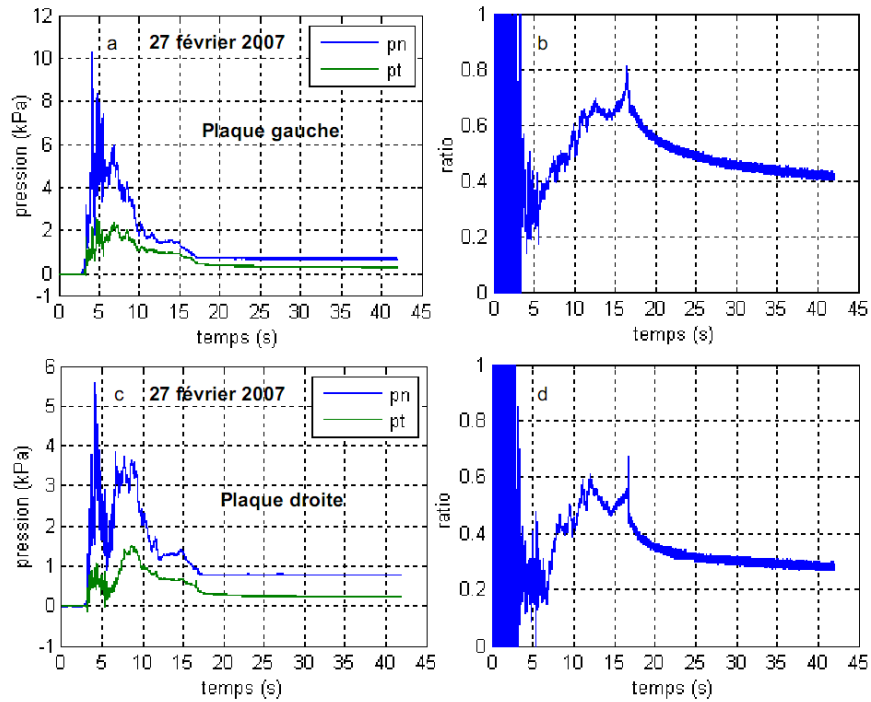 a
27 février 2007
pn
pt
Plaque gauche
pression (kPa)
12
10
8
6
4
2
0
-1
0 5 10 15 20 25 30 35 40 45
temps (s)
b
ratio
1
0.8
0.6
0.4
0.2
0
0 5 10 15 20 25 30 35 40 45
temps (s)
c
27 février 2007
pn
pt
Plaque droite
pression (kPa)
6
5
4
3
2
1
0
-1
0 5 10 15 20 25 30 35 40 45
temps (s)
d
ratio
1
0.8
0.6
0.4
0.2
0
0 5 10 15 20 25 30 35 40 45
temps (s)